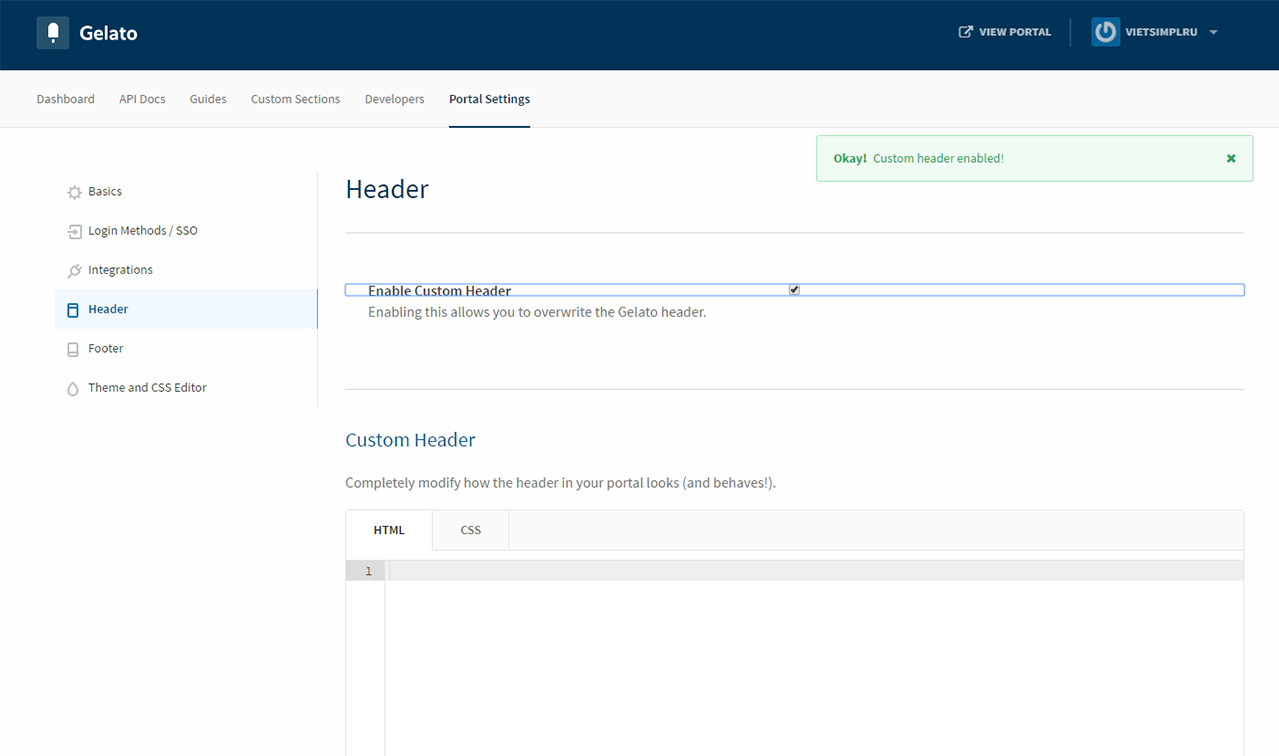 Gelato
VIEW PORTAL
VIETSIMPLRU
Dashboard API Docs Guides Custom Sections Developers Portal Settings
Okay! Custom header enabled!
Basics
Login Methods / SSO
Integrations
Header
Footer
Theme and CSS Editor
Header
Enable Custom Header
Enabling this allows you to overwrite the Gelato header.
Custom Header
Completely modify how the header in your portal looks (and behaves!).
HTML CSS
1